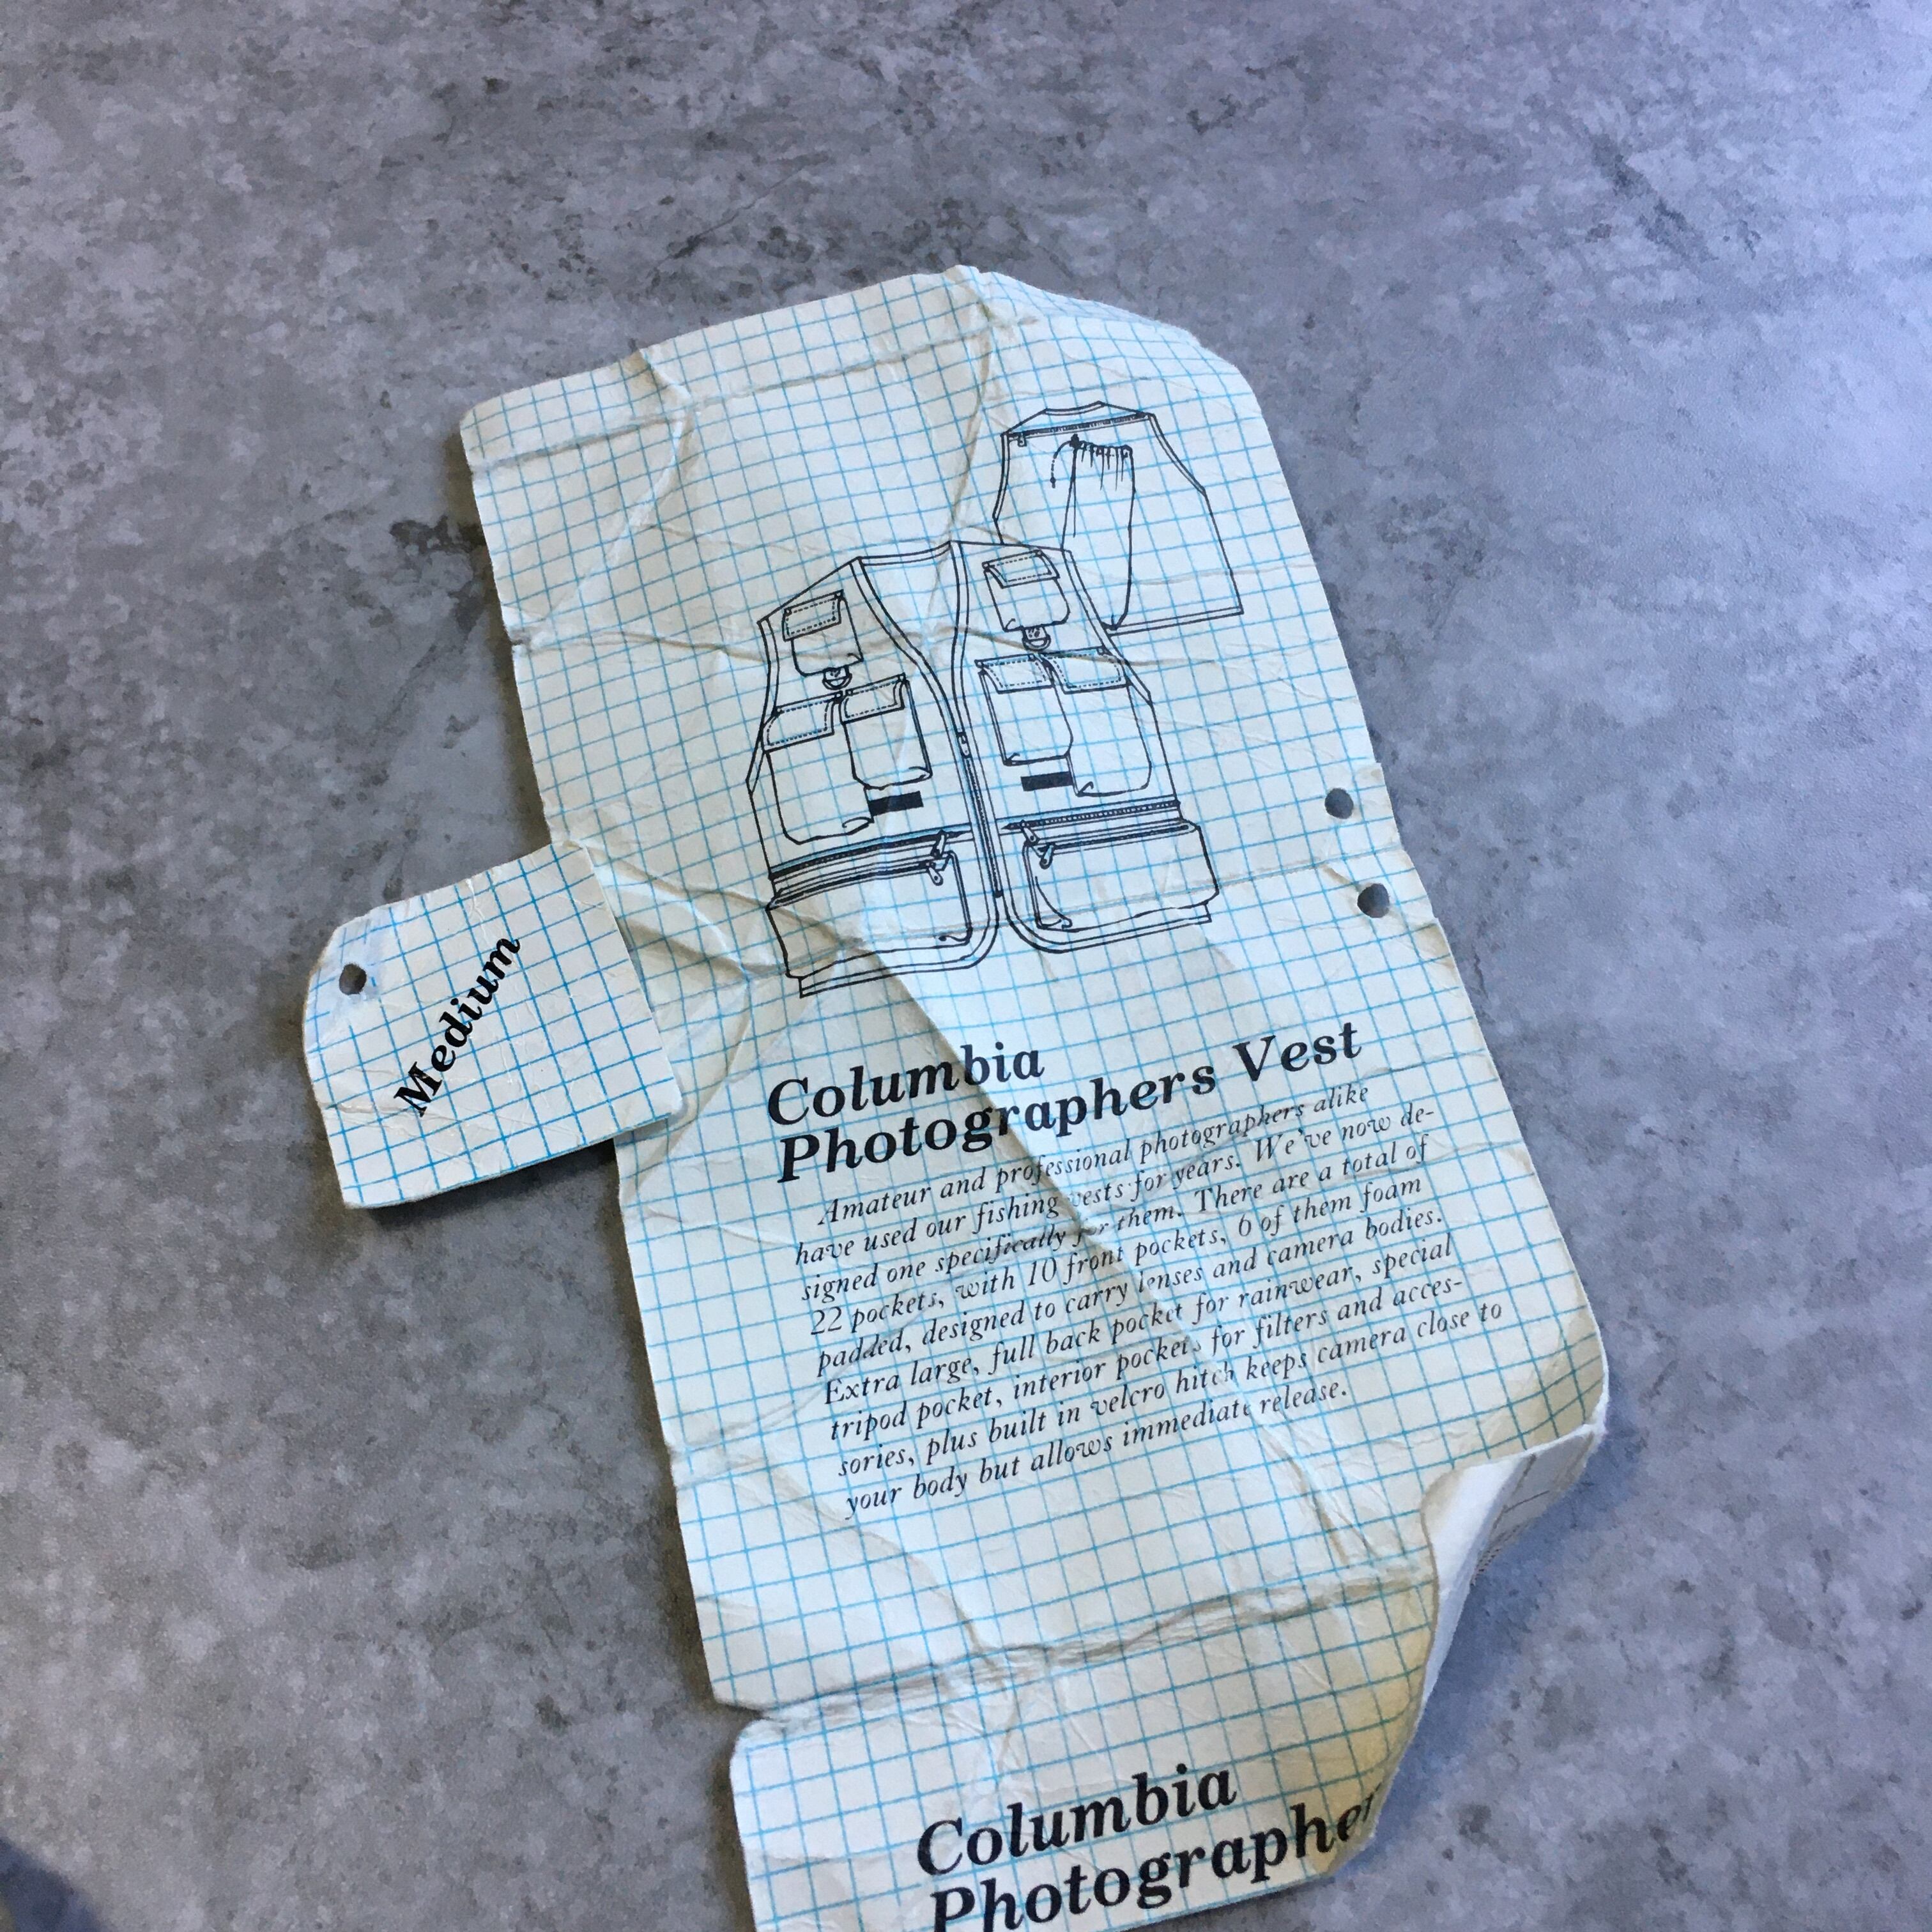 Medium
Columbia
Photographers Vest
Amateur and professional photographers alike
have used our fishing vests for years. We've now de-
signed one specifically for them. There are a total of
22 pockets, with 10 front pockets, 6 of them foam
padded, designed to carry lenses and camera bodies.
Extra large, full back pocket for rainwear, special
tripod pocket, interior pockets for filters and acces-
sories, plus built in velcro hitch keeps camera close to
your body but allows immediate release.
Columbia
Photographer